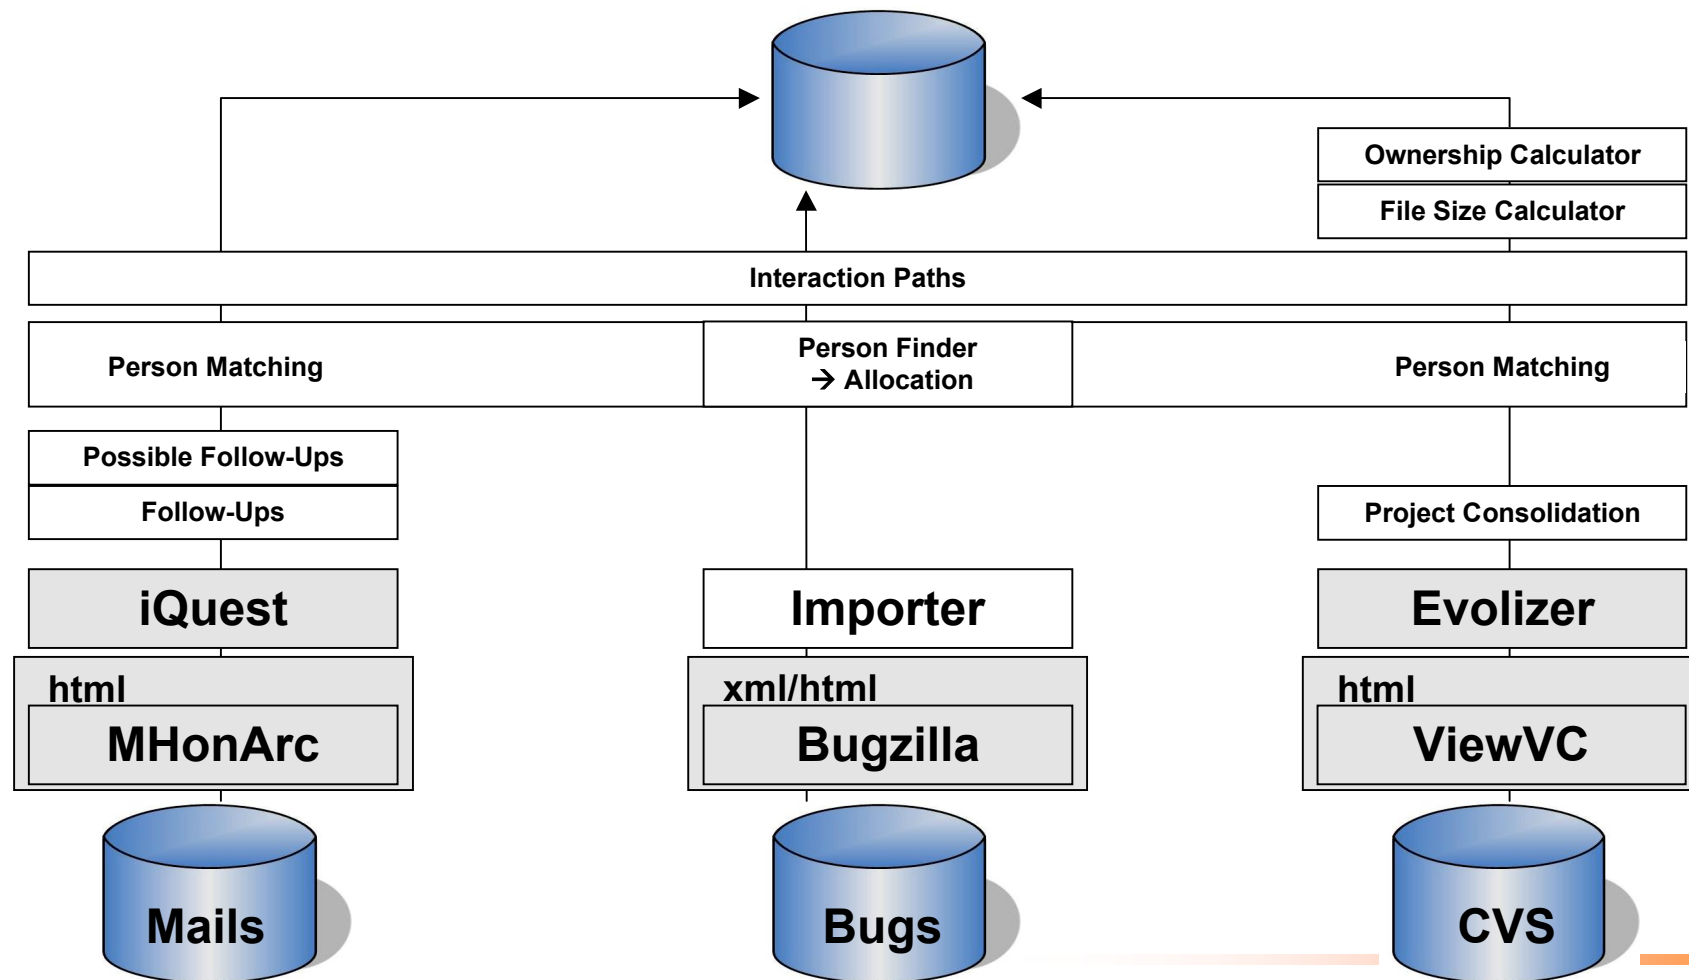 Ownership Calculator
File Size Calculator
Interaction Paths
Person Matching
Person Finder
→ Allocation
Person Matching
Possible Follow-Ups
Follow-Ups
Project Consolidation
iQuest
Importer
Evolizer
html
xml/html
html
MHonArc
Bugzilla
ViewVC
Mails
Bugs
CVS